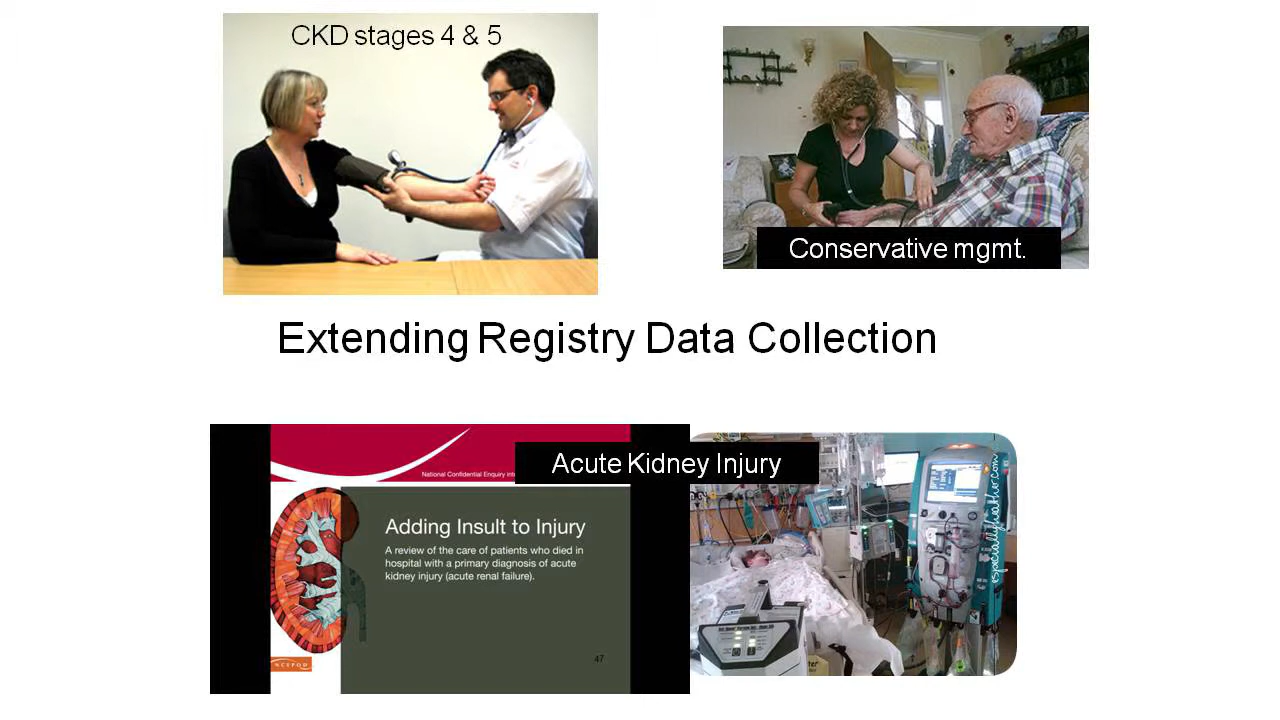 CKD stages 4 & 5
Conservative mgmt.
Extending Registry Data Collection
Acute Kidney Injury
National Confidential Enquiry
Adding Insult to Injury
A review of the care of patients who died in
hospital with a primary diagnosis of acute
kidney injury (acute renal failure).
47
NCEPOD
especiallyheather.com